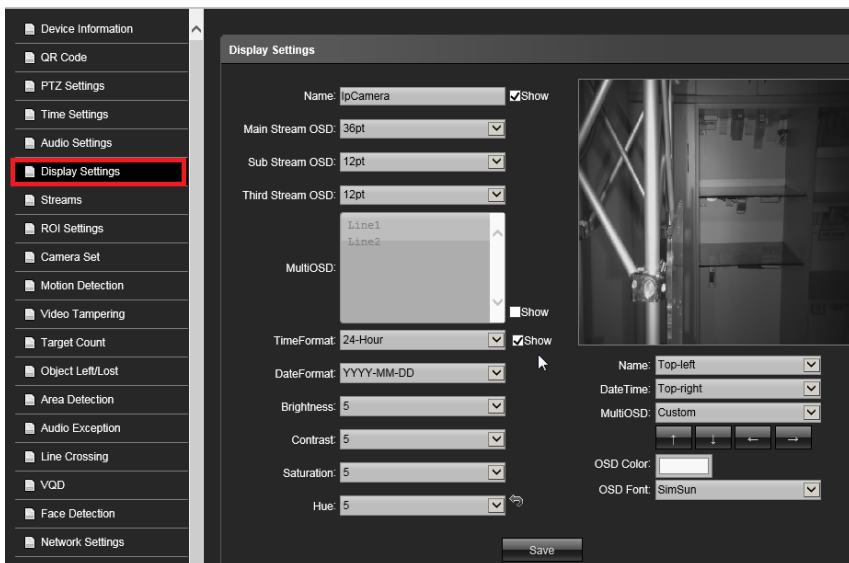 Device Information
QR Code
PTZ Settings
Time Settings
Audio Settings
Display Settings
Streams
ROI Settings
Camera Set
Motion Detection
Video Tampering
Target Count
Object Left/Lost
Area Detection
Audio Exception
Line Crossing
VQD
Face Detection
Network Settings
Display Settings
Name: IpCamera Show
Main Stream OSD: 36pt
Sub Stream OSD: 12pt
Third Stream OSD: 12pt
MultiOSD:
Line1
Line2
Show
TimeFormat: 24-Hour Show
DateFormat: YYYY-MM-DD
Brightness: 5
Contrast: 5
Saturation: 5
Hue: 5
Name: Top-left
DateTime: Top-right
MultiOSD: Custom
↑ ↓ ← →
OSD Color:
OSD Font: SimSun
Save